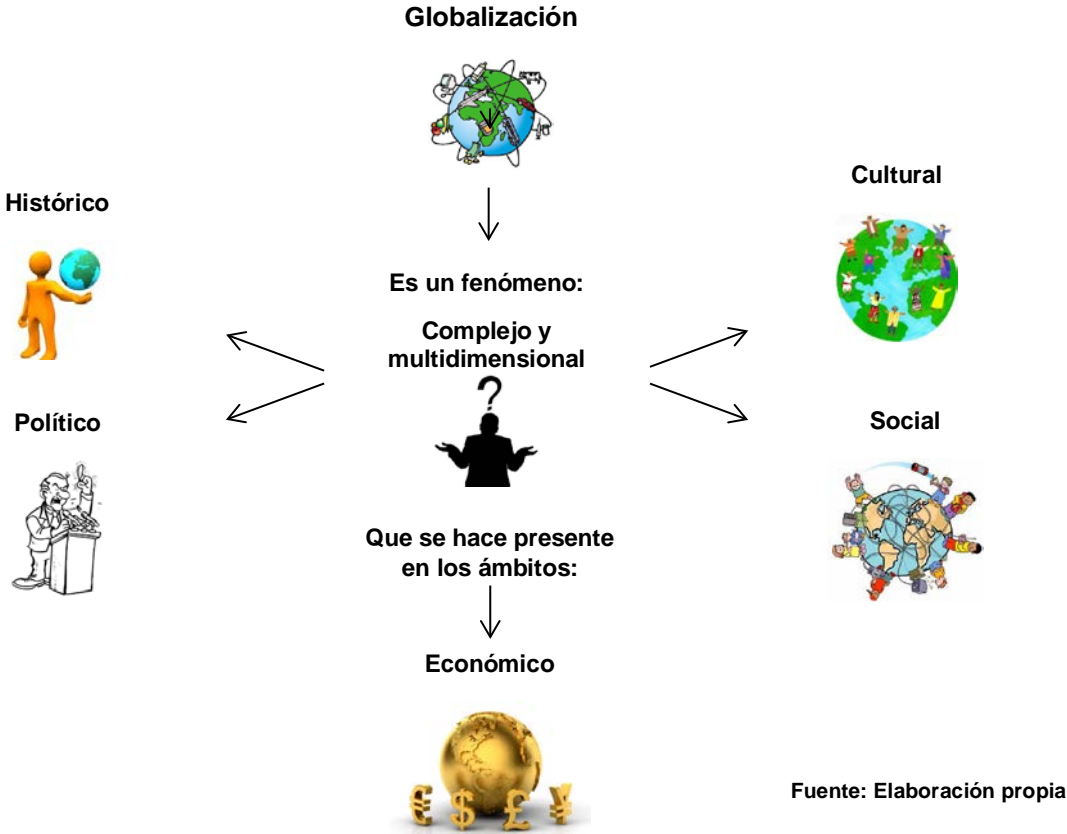 Globalización
Cultural
Histórico
Es un fenómeno:
Complejo y
multidimensional
?
Político
Social
Que se hace presente
en los ámbitos:
Económico
€ $ £ ¥
Fuente: Elaboración propia